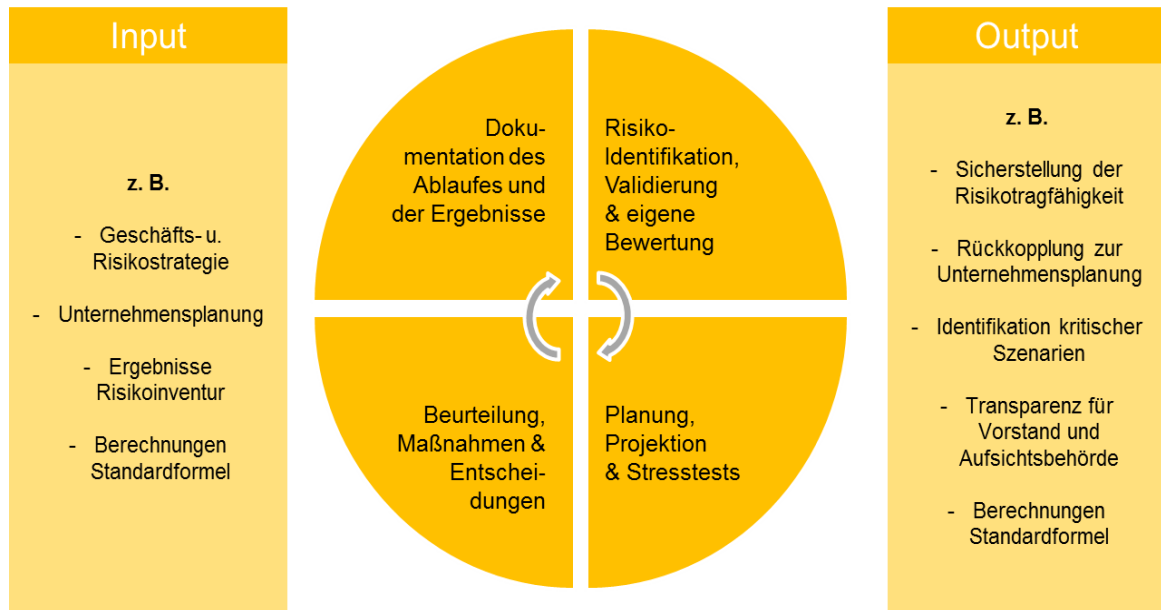 Input
z. B.
- Geschäfts- u.
Risikostrategie
- Unternehmensplanung
- Ergebnisse
Risikoinventur
- Berechnungen
Standardformel
Doku-
mentation des
Ablaufes und
der Ergebnisse
Risiko-
Identifikation,
Validierung
& eigene
Bewertung
Beurteilung,
Maßnahmen &
Entschei-
dungen
Planung,
Projektion
& Stresstests
Output
z. B.
- Sicherstellung der
Risikotragfähigkeit
- Rückkopplung zur
Unternehmensplanung
- Identifikation kritischer
Szenarien
- Transparenz für
Vorstand und
Aufsichtsbehörde
- Berechnungen
Standardformel